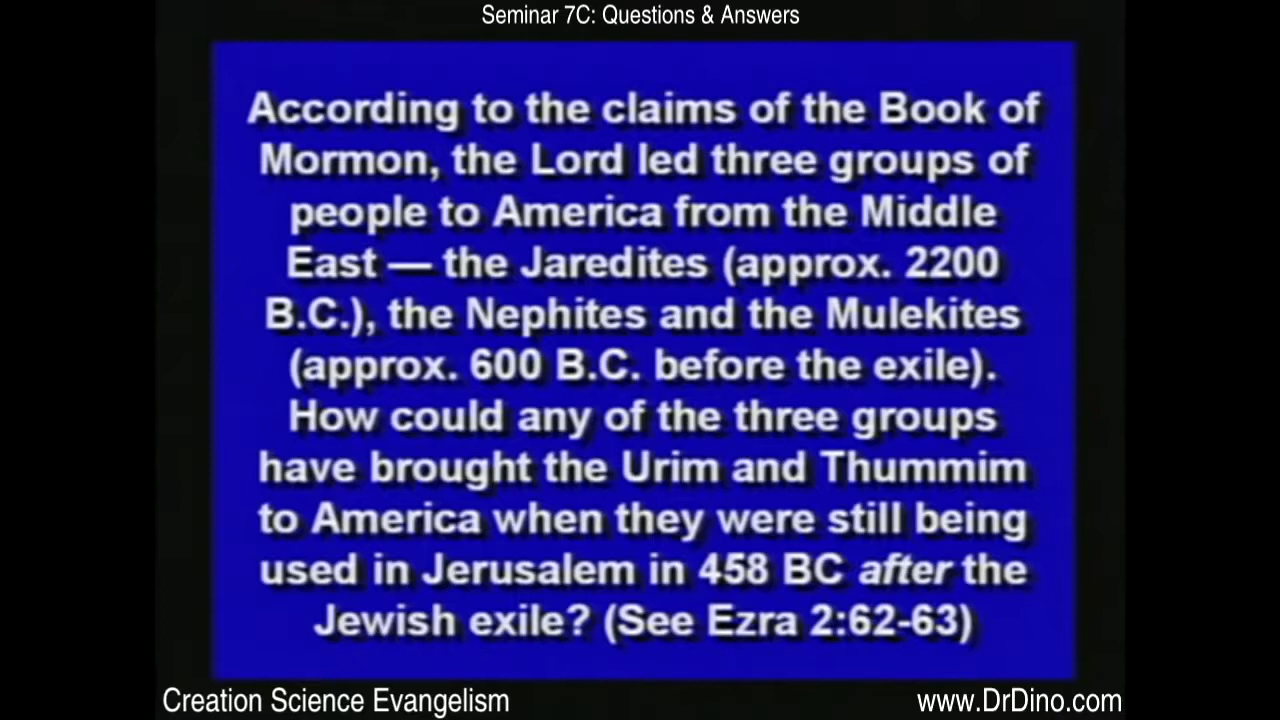 Seminar 7C: Questions & Answers
According to the claims of the Book of
Mormon, the Lord led three groups of
people to America from the Middle
East — the Jaredites (approx. 2200
B.C.), the Nephites and the Mulekites
(approx. 600 B.C. before the exile).
How could any of the three groups
have brought the Urim and Thummim
to America when they were still being
used in Jerusalem in 458 BC after the
Jewish exile? (See Ezra 2:62-63)
Creation Science Evangelism
www.DrDino.com